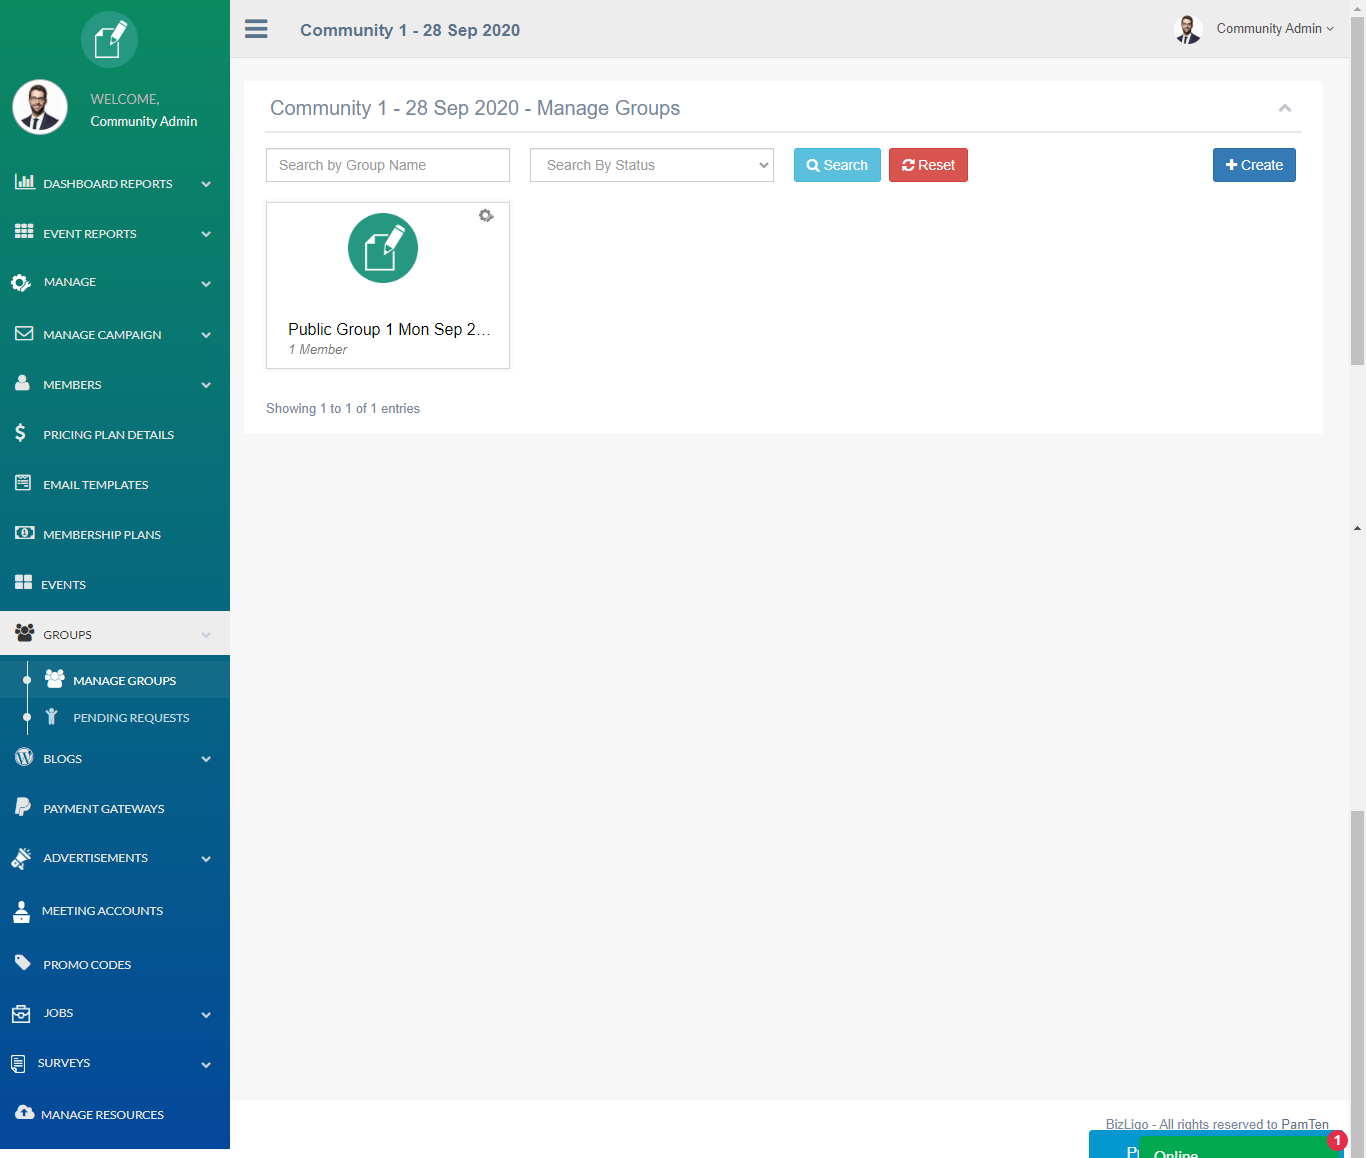 WELCOME,
Community Admin
DASHBOARD REPORTS
EVENT REPORTS
MANAGE
MANAGE CAMPAIGN
MEMBERS
PRICING PLAN DETAILS
EMAIL TEMPLATES
MEMBERSHIP PLANS
EVENTS
GROUPS
MANAGE GROUPS
PENDING REQUESTS
BLOGS
PAYMENT GATEWAYS
ADVERTISEMENTS
MEETING ACCOUNTS
PROMO CODES
JOBS
SURVEYS
MANAGE RESOURCES
Community 1 - 28 Sep 2020
Community Admin
Community 1 - 28 Sep 2020 - Manage Groups
Search by Group Name
Search By Status
Search
Reset
Create
Public Group 1 Mon Sep 2...
1 Member
Showing 1 to 1 of 1 entries
BizLigo - All rights reserved to PamTen
Online
1